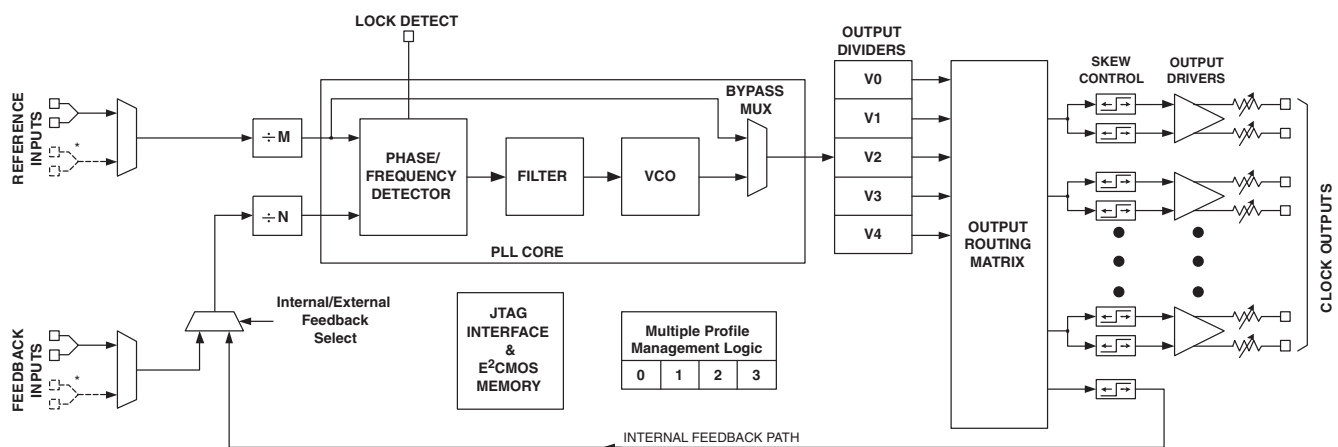 LOCK DETECT
OUTPUT
DIVIDERS
SKEW
CONTROL
OUTPUT
DRIVERS
REFERENCE
INPUTS
*
÷M
BYPASS
MUX
V0
V1
V2
V3
V4
PHASE/
FREQUENCY
DETECTOR
FILTER
VCO
÷N
PLL CORE
OUTPUT
ROUTING
MATRIX
CLOCK OUTPUTS
Internal/External
Feedback
Select
JTAG
INTERFACE
&
E²CMOS
MEMORY
Multiple Profile
Management Logic
0 1 2 3
FEEDBACK
INPUTS
*
INTERNAL FEEDBACK PATH